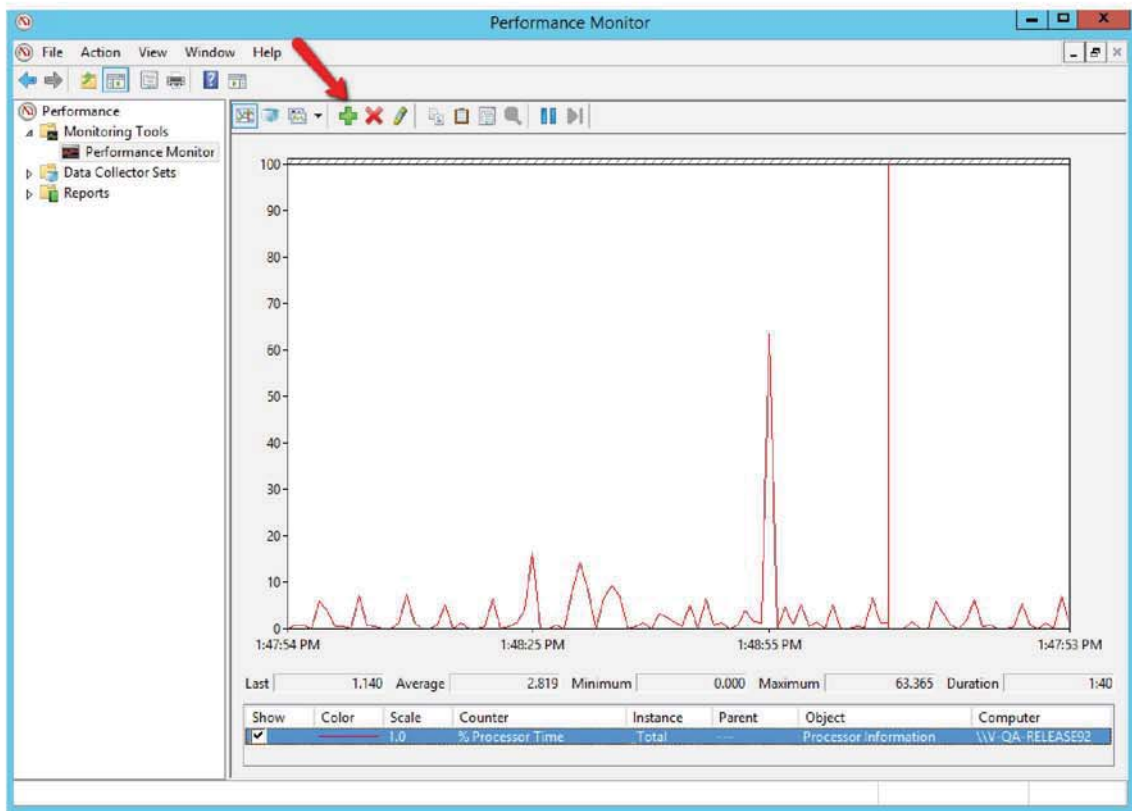 Performance Monitor
File Action View Window Help
Performance
Monitoring Tools
Performance Monitor
Data Collector Sets
Reports
100
90
80
70
60
50
40
30
20
10
0
1:47:54 PM 1:48:25 PM 1:48:55 PM 1:47:53 PM
Last 1.140 Average 2.819 Minimum 0.000 Maximum 63.365 Duration 1:40
Show Color Scale Counter Instance Parent Object Computer
1.0 % Processor Time _Total --- Processor Information \\V-QA-RELEASE92